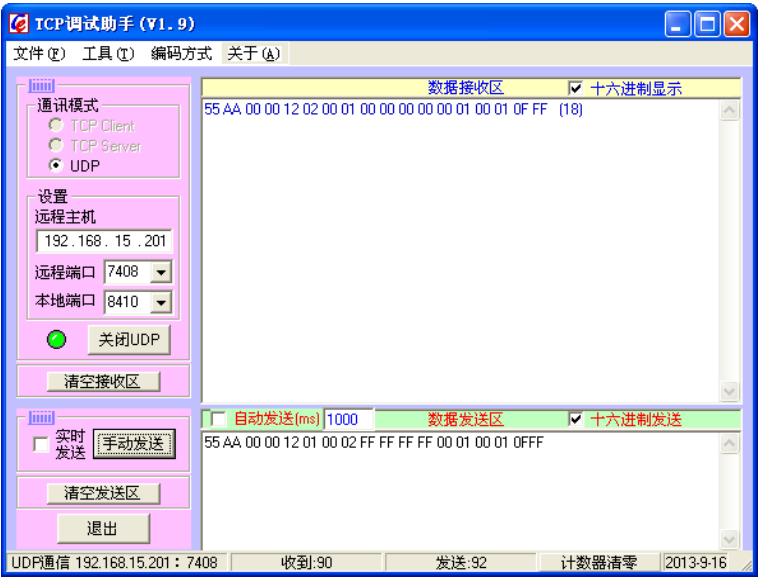 TCP调试助手(V1.9)
文件(F) 工具(T) 编码方式 关于(A)
通讯模式
TCP Client
TCP Server
UDP
设置
远程主机
192 . 168 . 15 . 201
远程端口 7408
本地端口 8410
关闭UDP
清空接收区
数据接收区 十六进制显示
55 AA 00 00 12 02 00 01 00 00 00 00 00 01 00 01 0F FF (18)
实时发送 手动发送
清空发送区
退出
自动发送(ms) 1000 数据发送区 十六进制发送
55 AA 00 00 12 01 00 02 FF FF FF FF 00 01 00 01 0FFF
UDP通信 192.168.15.201：7408 收到:90 发送:92 计数器清零 2013-9-16